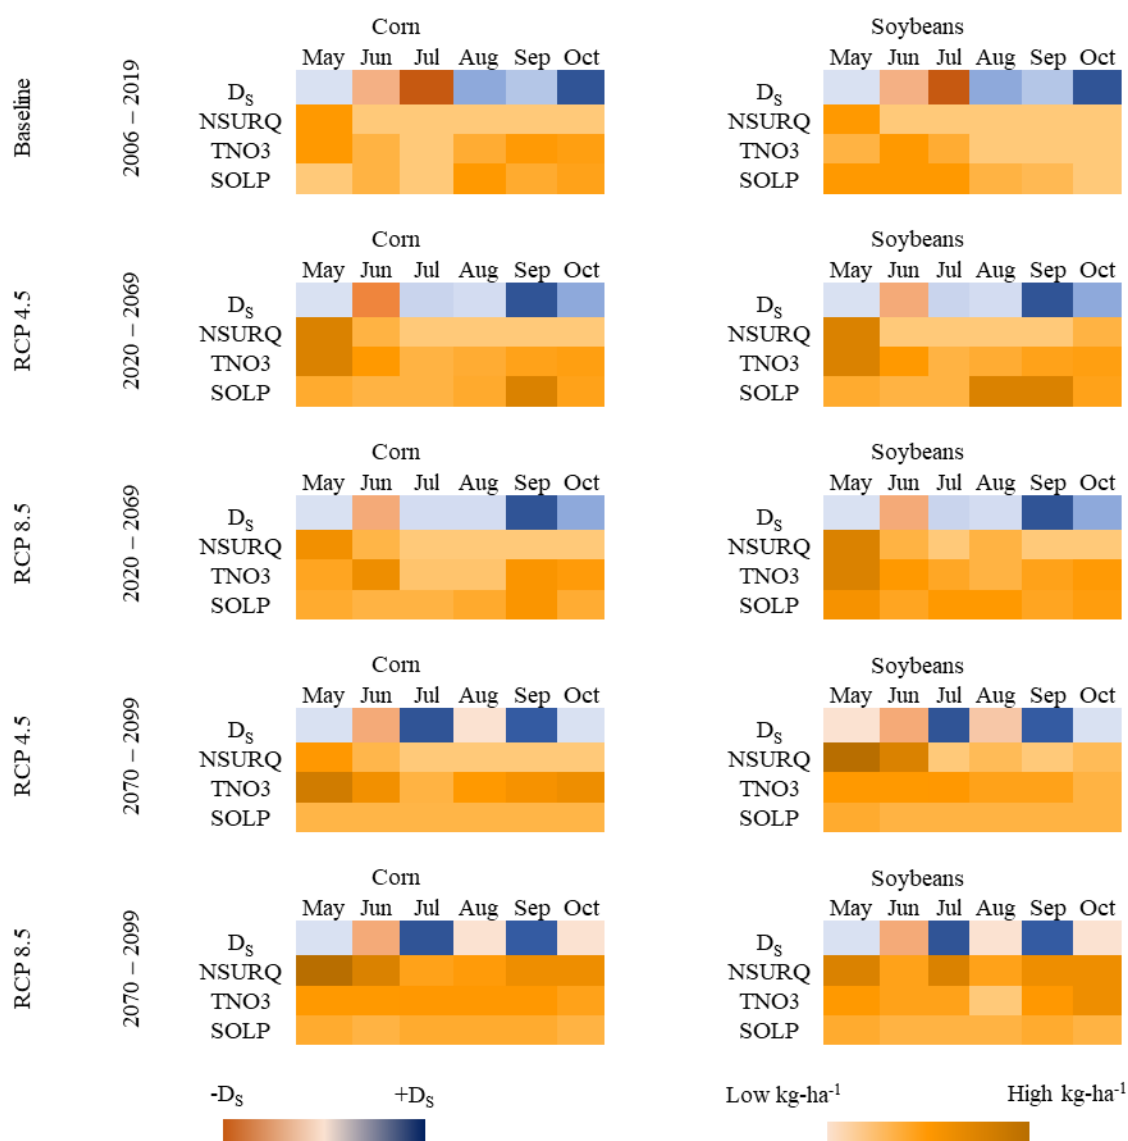 Corn Soybeans
May Jun Jul Aug Sep Oct May Jun Jul Aug Sep Oct
Baseline
2006 – 2019
DS DS
NSURQ NSURQ
TNO3 TNO3
SOLP SOLP
Corn Soybeans
May Jun Jul Aug Sep Oct May Jun Jul Aug Sep Oct
RCP 4.5
2020 – 2069
DS DS
NSURQ NSURQ
TNO3 TNO3
SOLP SOLP
Corn Soybeans
May Jun Jul Aug Sep Oct May Jun Jul Aug Sep Oct
RCP 8.5
2020 – 2069
DS DS
NSURQ NSURQ
TNO3 TNO3
SOLP SOLP
Corn Soybeans
May Jun Jul Aug Sep Oct May Jun Jul Aug Sep Oct
RCP 4.5
2070 – 2099
DS DS
NSURQ NSURQ
TNO3 TNO3
SOLP SOLP
Corn Soybeans
May Jun Jul Aug Sep Oct May Jun Jul Aug Sep Oct
RCP 8.5
2070 – 2099
DS DS
NSURQ NSURQ
TNO3 TNO3
SOLP SOLP
-DS +DS Low kg-ha-1 High kg-ha-1